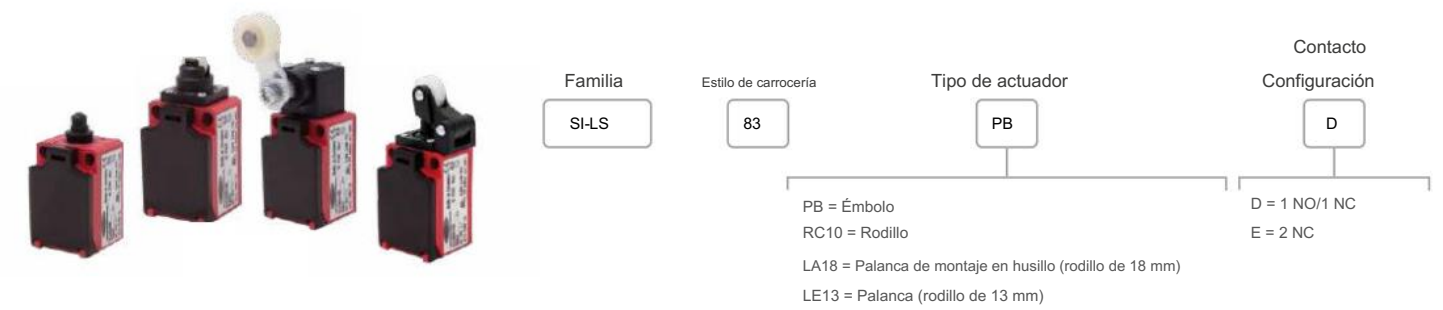 Contacto
Familia
Estilo de carrocería
Tipo de actuador
Configuración
SI-LS
83
PB
D
PB = Émbolo
RC10 = Rodillo
LA18 = Palanca de montaje en husillo (rodillo de 18 mm)
LE13 = Palanca (rodillo de 13 mm)
D = 1 NO/1 NC
E = 2 NC